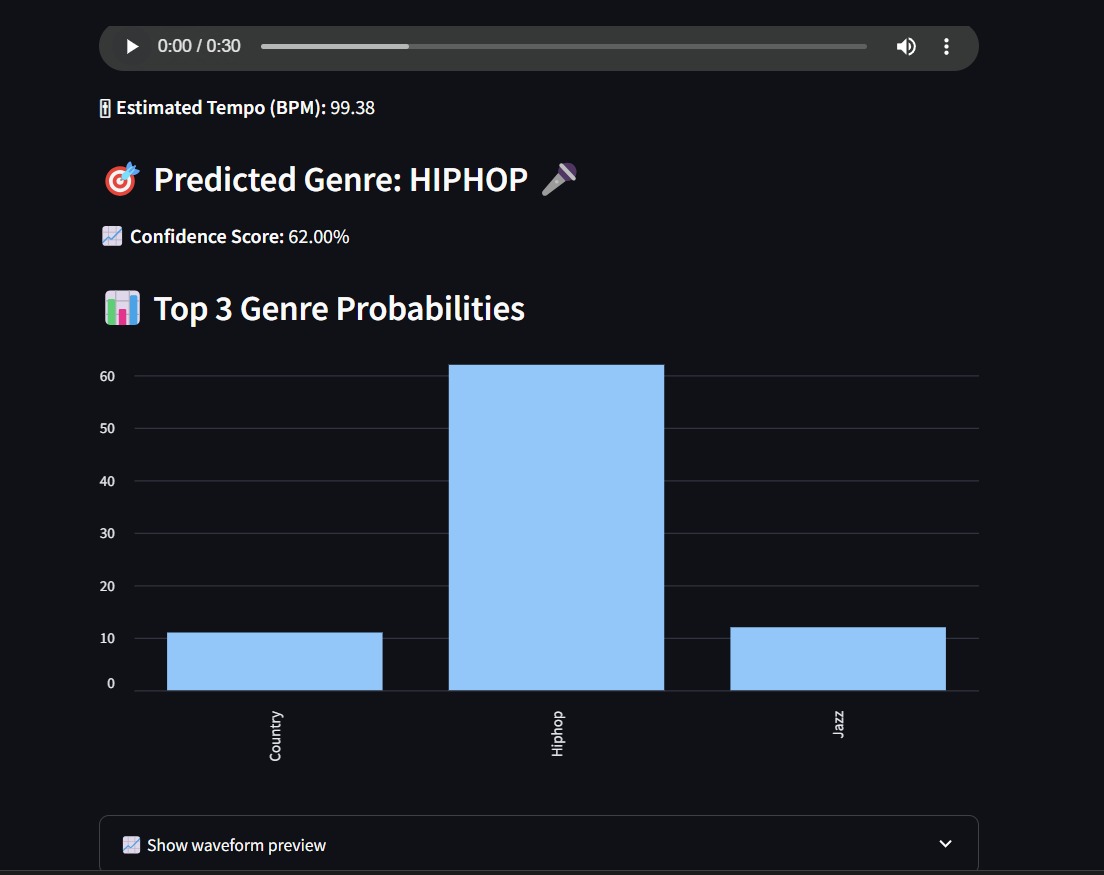 0:00 / 0:30
🎚 Estimated Tempo (BPM): 99.38
🎯 Predicted Genre: HIPHOP 🎤
📈 Confidence Score: 62.00%
📊 Top 3 Genre Probabilities
60
50
40
30
20
10
0
Country
Hiphop
Jazz
📈 Show waveform preview